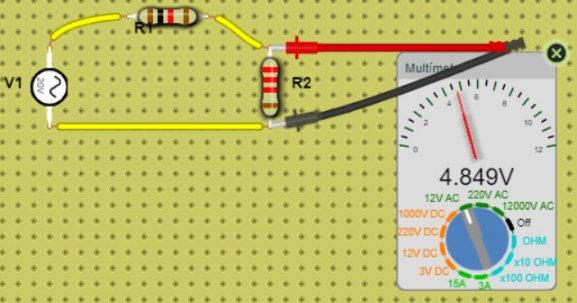 R1
V1
20V
R2
Multímet
0
2
4
6
8
10
12
4.849V
12V AC
220V AC
12000V AC
1000V DC
Off
220V DC
OHM
12V DC
x10 OHM
3V DC
x100 OHM
15A
3A